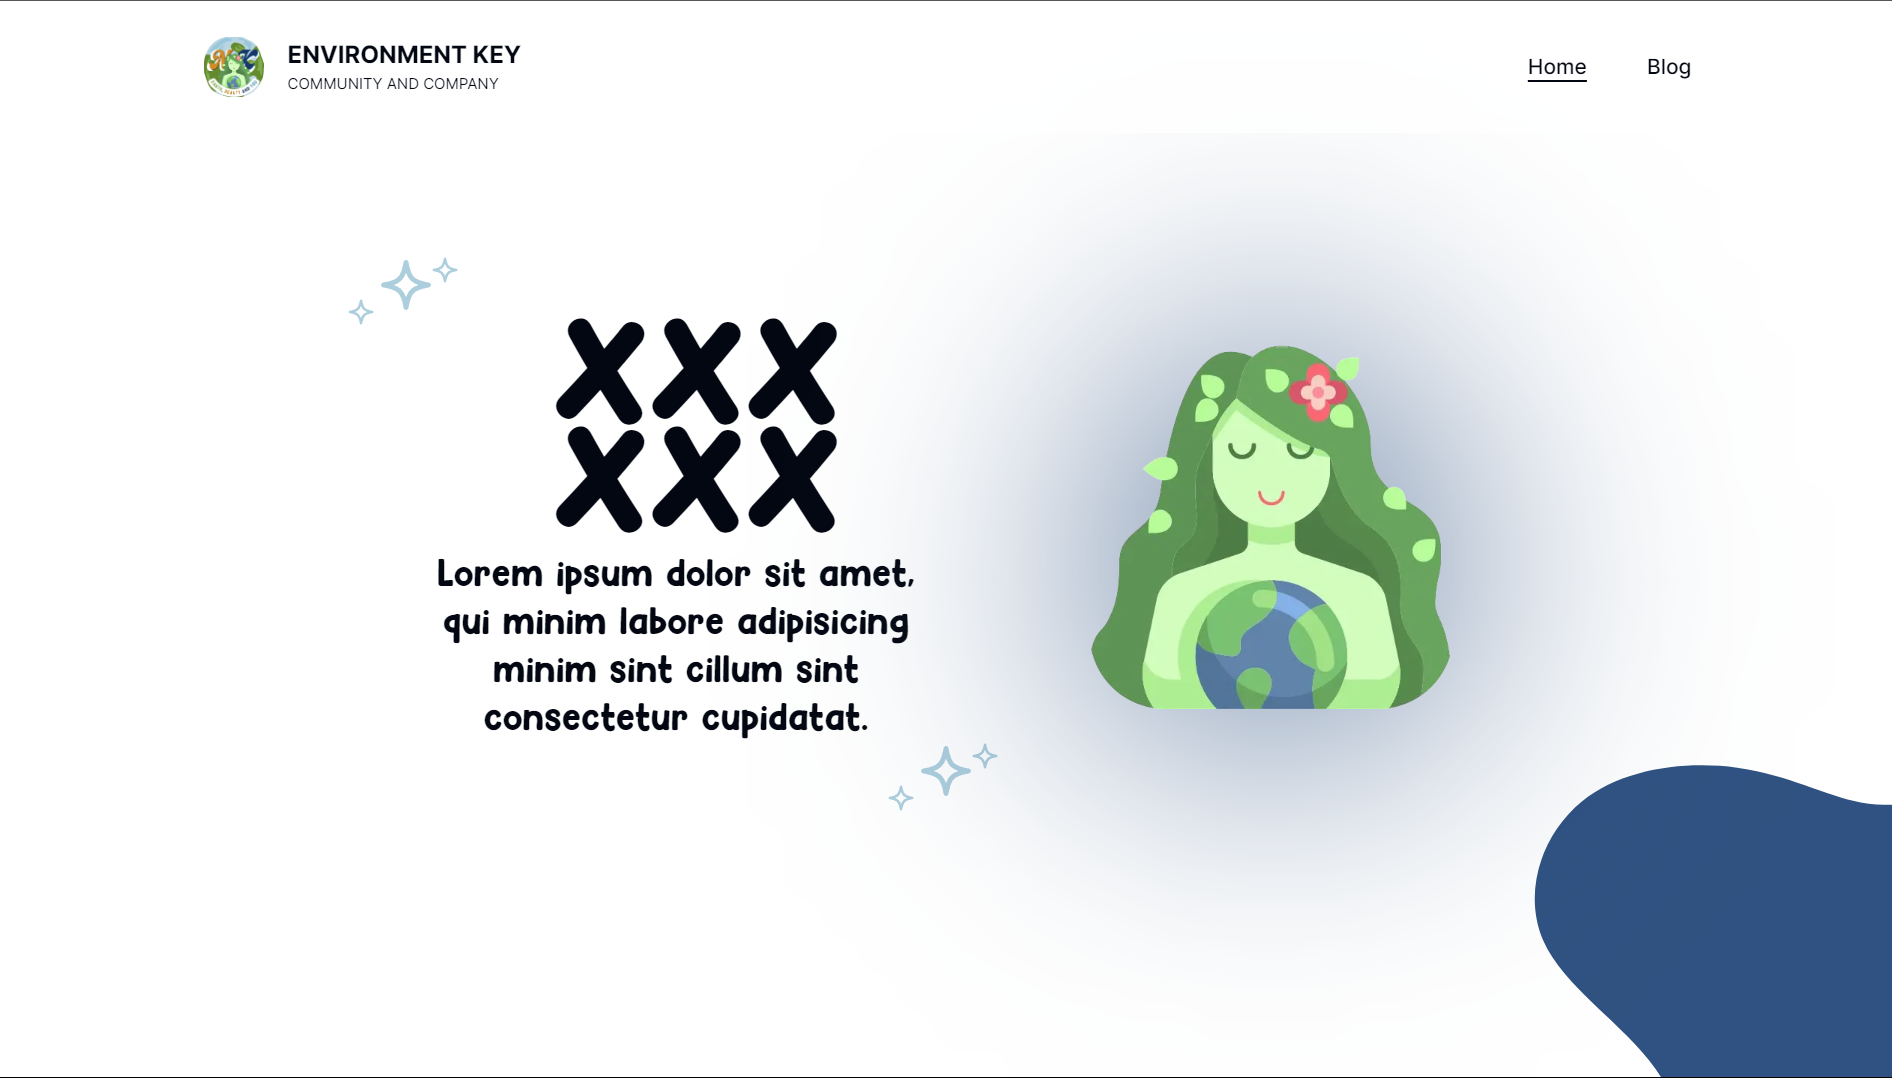 ENVIRONMENT KEY
COMMUNITY AND COMPANY
Home
Blog
XXX
XXX
Lorem ipsum dolor sit amet,
qui minim labore adipisicing
minim sint cillum sint
consectetur cupidatat.